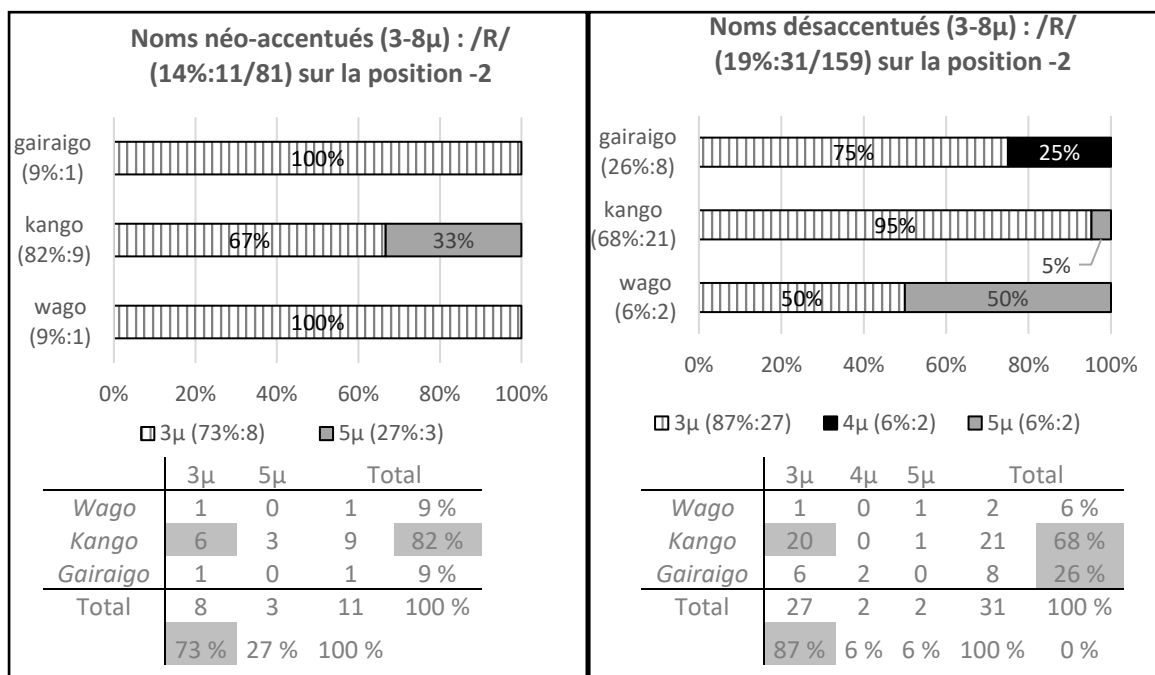 Noms néo-accentués (3-8µ) : /R/
(14%:11/81) sur la position -2
gairaigo
(9%:1)
100%
kango
(82%:9)
67%
33%
wago
(9%:1)
100%
0%
20%
40%
60%
80%
100%
3µ (73%:8)
5µ (27%:3)
3µ 5µ Total
Wago 1 0 1 9 %
Kango 6 3 9 82 %
Gairaigo 1 0 1 9 %
Total 8 3 11 100 %
73 % 27 % 100 %
Noms désaccentués (3-8µ) : /R/
(19%:31/159) sur la position -2
gairaigo
(26%:8)
75%
25%
kango
(68%:21)
95%
5%
wago
(6%:2)
50%
50%
0%
20%
40%
60%
80%
100%
3µ (87%:27)
4µ (6%:2)
5µ (6%:2)
3µ 4µ 5µ Total
Wago 1 0 1 2 6 %
Kango 20 0 1 21 68 %
Gairaigo 6 2 0 8 26 %
Total 27 2 2 31 100 %
87 % 6 % 6 % 100 % 0 %